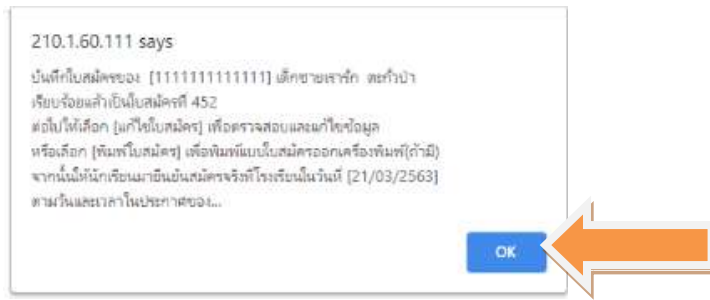 210.1.60.111 says
บันทึกใบสมัครของ [1111111111111] เด็กชายเรารัก ตะกั่วป่า
เรียบร้อยแล้วเป็นใบสมัครที่ 452
ต่อไปให้เลือก [แก้ไขใบสมัคร] เพื่อตรวจสอบและแก้ไขข้อมูล
หรือเลือก [พิมพ์ใบสมัคร] เพื่อพิมพ์แบบใบสมัครออกเครื่องพิมพ์(ถ้ามี)
จากนั้นให้นักเรียนมายืนยันสมัครจริงที่โรงเรียนในวันที่ [21/03/2563]
ตามวันและเวลาในประกาศของ...
OK